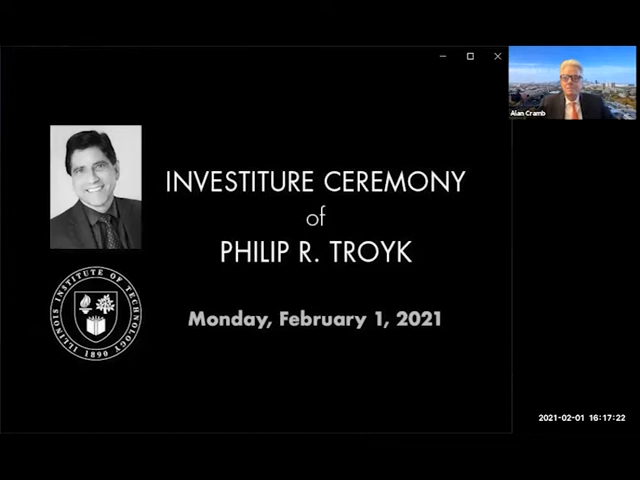 INVESTITURE CEREMONY
of
PHILIP R. TROYK
Monday, February 1, 2021
ILLINOIS INSTITUTE OF TECHNOLOGY
1890
Alan Cramb
2021-02-01 16:17:22